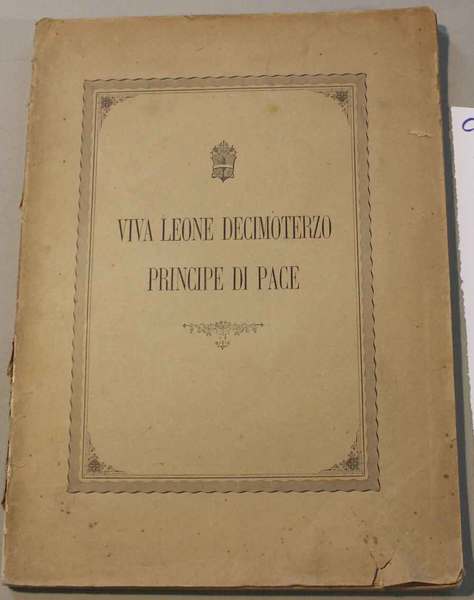 VIVA LEONE DECIMOTERZO
PRINCIPE DI PACE